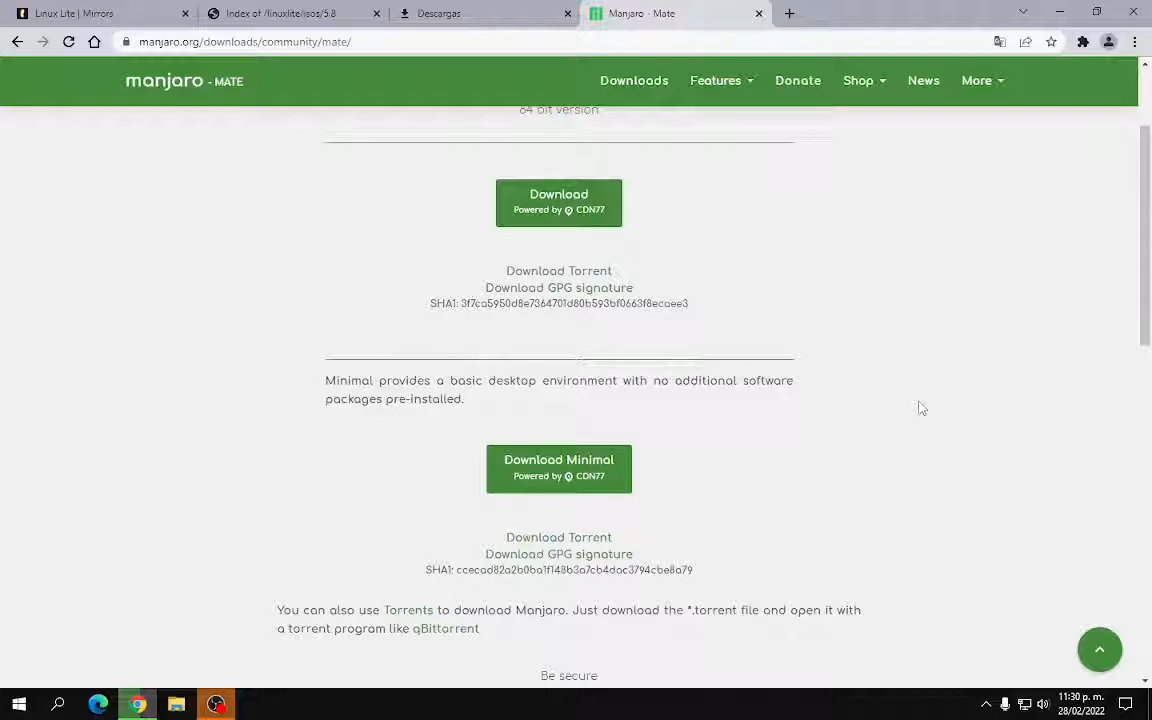 Linux Lite | Mirrors
Index of /linuxlite/isos/5.8
Descargas
Manjaro - Mate
manjaro.org/downloads/community/mate/
manjaro - MATE
Downloads
Features
Donate
Shop
News
More
64 bit version
Download
Powered by CDN77
Download Torrent
Download GPG signature
SHA1: 3f7ca5950d8e7364701d80b593bf0663f8ecaee3
Minimal provides a basic desktop environment with no additional software
packages pre-installed.
Download Minimal
Powered by CDN77
Download Torrent
Download GPG signature
SHA1: ccecad82a2b0ba1f148b3a7cb4dac3794cbe8a79
You can also use Torrents to download Manjaro. Just download the *.torrent file and open it with
a torrent program like qBittorrent
Be secure
11:30 p. m.
28/02/2022